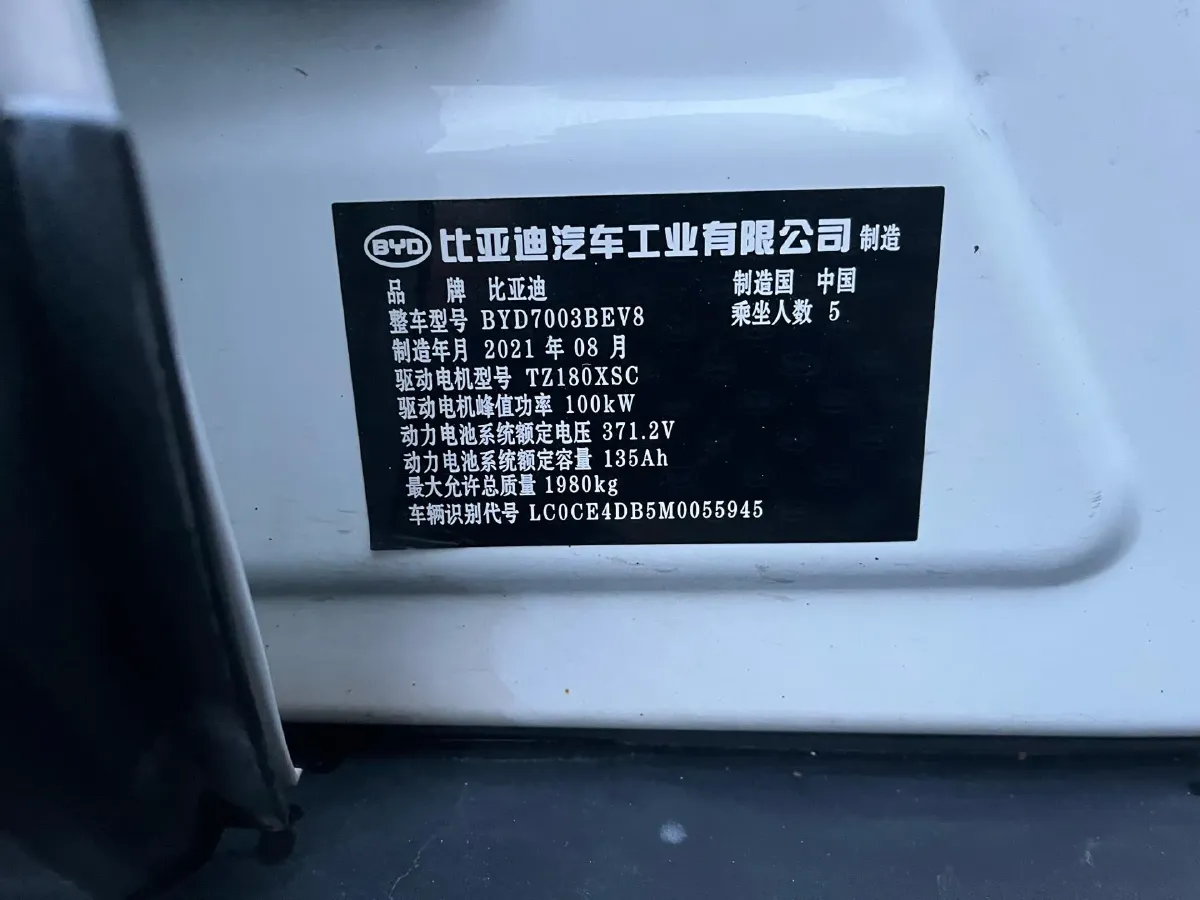 BYD 比亚迪汽车工业有限公司 制造
品 牌 比亚迪 制造国 中国
整车型号 BYD7003BEV8 乘坐人数 5
制造年月 2021 年 08 月
驱动电机型号 TZ180XSC
驱动电机峰值功率 100kW
动力电池系统额定电压 371.2V
动力电池系统额定容量 135Ah
最大允许总质量 1980kg
车辆识别代号 LC0CE4DB5M0055945